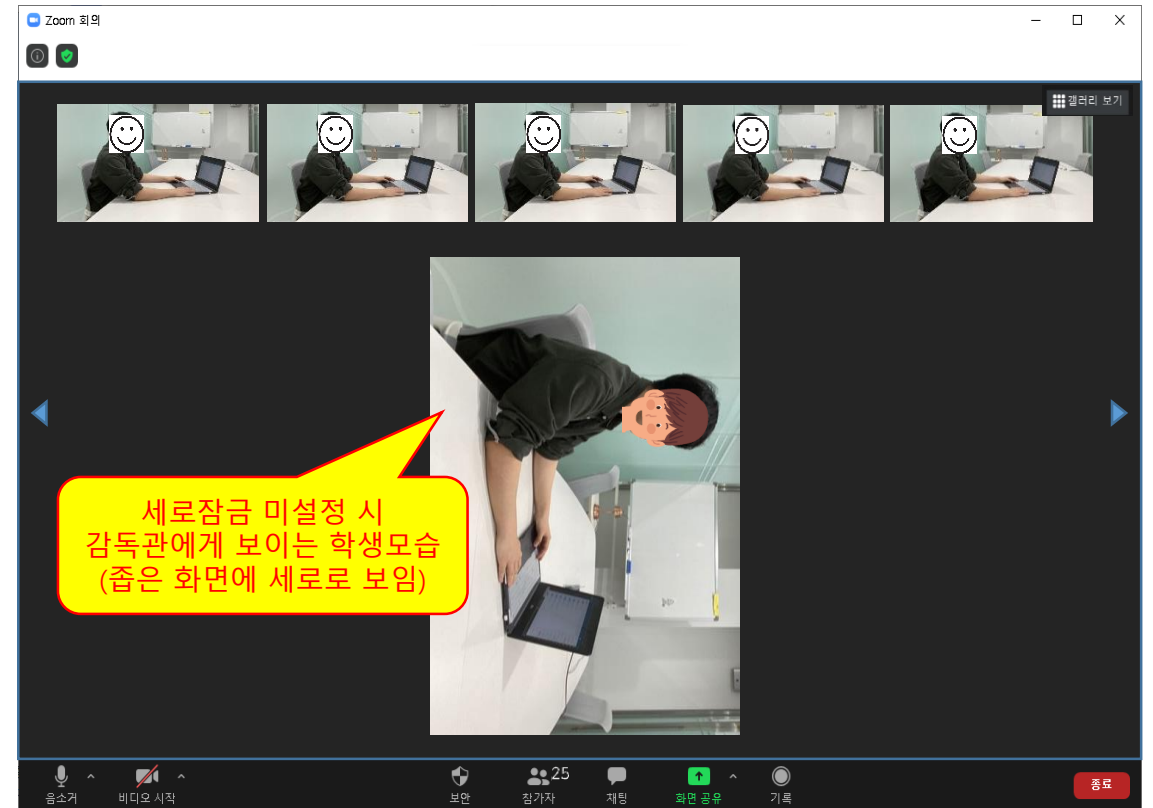 Zoom 회의
갤러리 보기
세로잠금 미설정 시
감독관에게 보이는 학생모습
(좁은 화면에 세로로 보임)
음소거
비디오 시작
보안
25
참가자
채팅
화면 공유
기록
종료